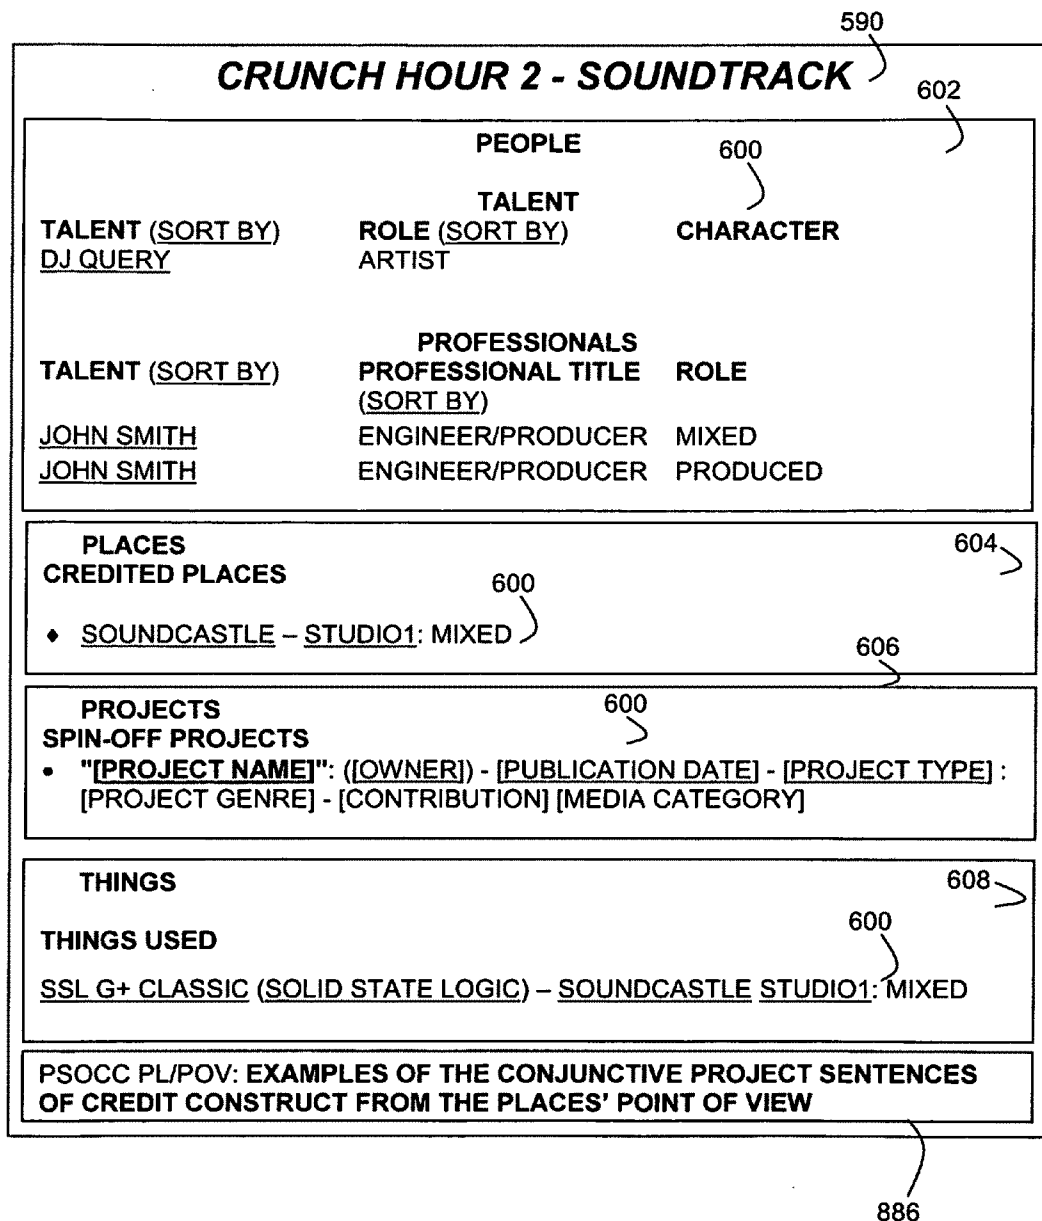 590
CRUNCH HOUR 2 - SOUNDTRACK
602
PEOPLE
600
TALENT
TALENT (SORT BY) ROLE (SORT BY) CHARACTER
DJ QUERY ARTIST
PROFESSIONALS
TALENT (SORT BY) PROFESSIONAL TITLE ROLE
(SORT BY)
JOHN SMITH ENGINEER/PRODUCER MIXED
JOHN SMITH ENGINEER/PRODUCER PRODUCED
PLACES
604
CREDITED PLACES
600
♦ SOUNDCASTLE – STUDIO1: MIXED
606
PROJECTS
600
SPIN-OFF PROJECTS
• "[PROJECT NAME]": ([OWNER]) - [PUBLICATION DATE] - [PROJECT TYPE] :
[PROJECT GENRE] - [CONTRIBUTION] [MEDIA CATEGORY]
THINGS
608
600
THINGS USED
SSL G+ CLASSIC (SOLID STATE LOGIC) – SOUNDCASTLE STUDIO1: MIXED
PSOCC PL/POV: EXAMPLES OF THE CONJUNCTIVE PROJECT SENTENCES
OF CREDIT CONSTRUCT FROM THE PLACES' POINT OF VIEW
886